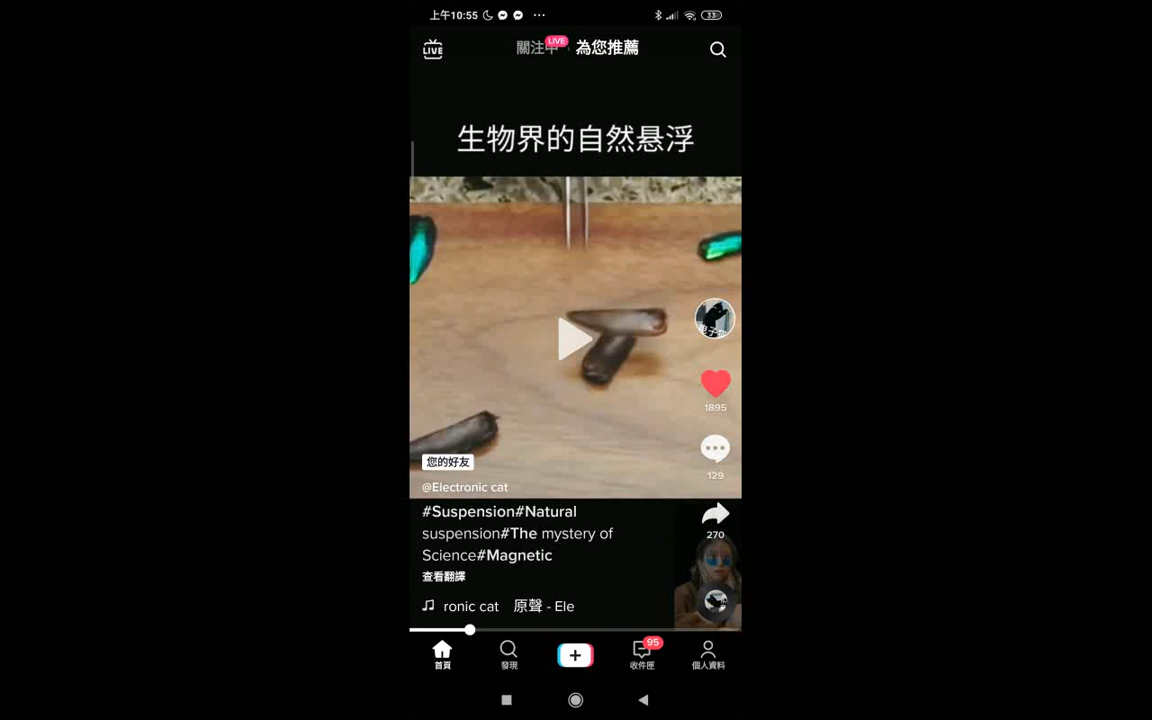 上午10:55
33
LIVE
關注中
LIVE
為您推薦
生物界的自然悬浮
1895
129
270
您的好友
@Electronic cat
#Suspension#Natural
suspension#The mystery of
Science#Magnetic
查看翻譯
ronic cat 原聲 - Ele
首頁
發現
95
收件匣
個人資料